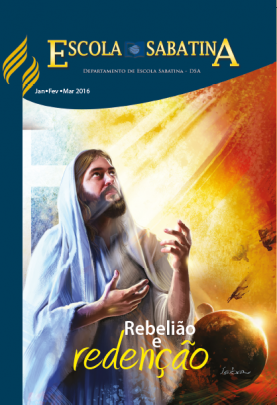 ESCOLA SABATINA
DEPARTAMENTO DE ESCOLA SABATINA - DSA
Jan•Fev•Mar 2016
Rebelião
e
redenção